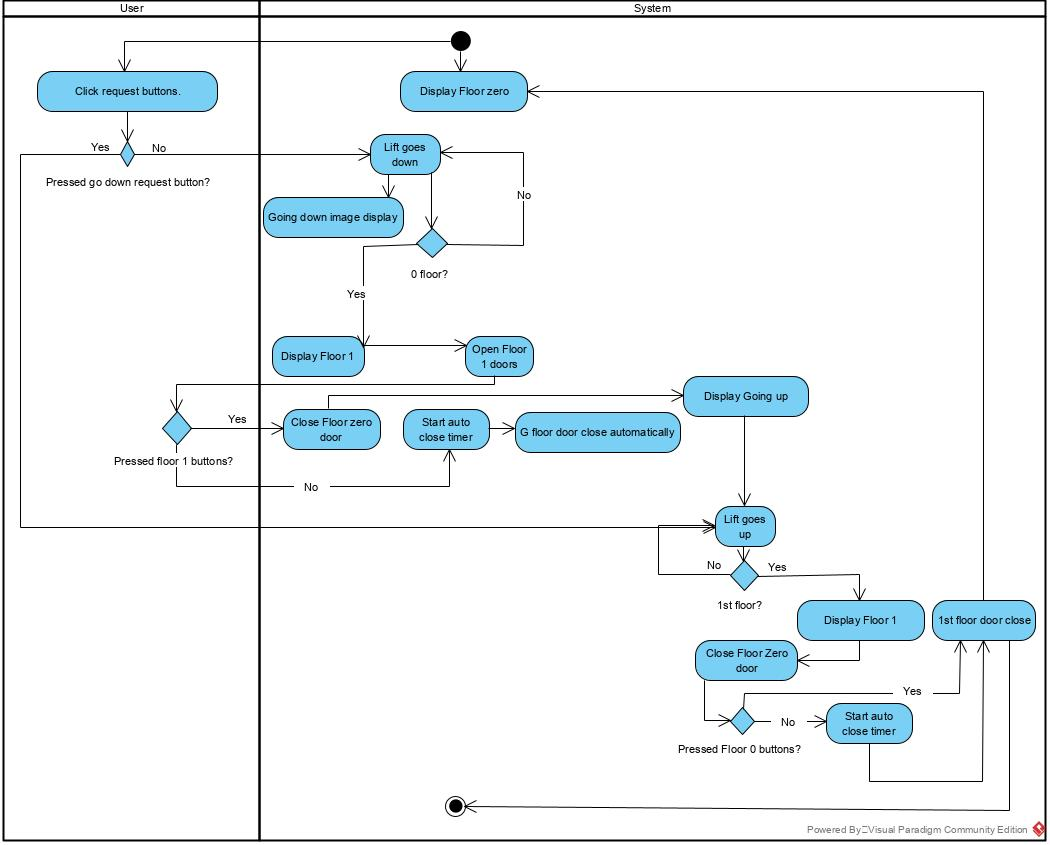 User
System
Click request buttons.
Display Floor zero
Yes
No
Pressed go down request button?
Lift goes
down
No
Going down image display
0 floor?
Yes
Display Floor 1
Open Floor
1 doors
Display Going up
Yes
Close Floor zero
door
Start auto
close timer
G floor door close automatically
Pressed floor 1 buttons?
No
Lift goes
up
No
Yes
1st floor?
Display Floor 1
1st floor door close
Close Floor Zero
door
Yes
No
Start auto
close timer
Pressed Floor 0 buttons?
Powered By Visual Paradigm Community Edition